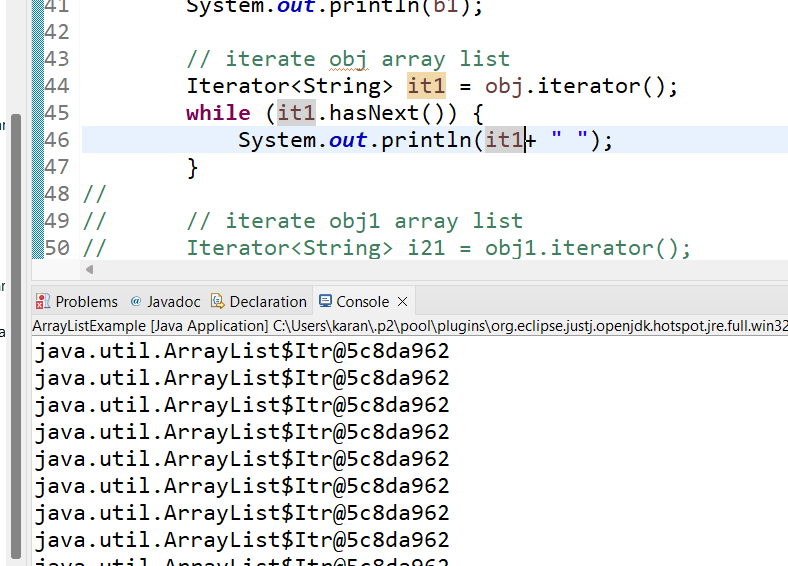 41 System.out.println(b1);
42
43 // iterate obj array list
44 Iterator<String> it1 = obj.iterator();
45 while (it1.hasNext()) {
46 System.out.println(it1+ " ");
47 }
48 //
49 // // iterate obj1 array list
50 // Iterator<String> i21 = obj1.iterator();
Problems @ Javadoc Declaration Console
ArrayListExample [Java Application] C:\Users\karan\.p2\pool\plugins\org.eclipse.justj.openjdk.hotspot.jre.full.win32
java.util.ArrayList$Itr@5c8da962
java.util.ArrayList$Itr@5c8da962
java.util.ArrayList$Itr@5c8da962
java.util.ArrayList$Itr@5c8da962
java.util.ArrayList$Itr@5c8da962
java.util.ArrayList$Itr@5c8da962
java.util.ArrayList$Itr@5c8da962
java.util.ArrayList$Itr@5c8da962
java.util.ArrayList$Itr@5c8da962